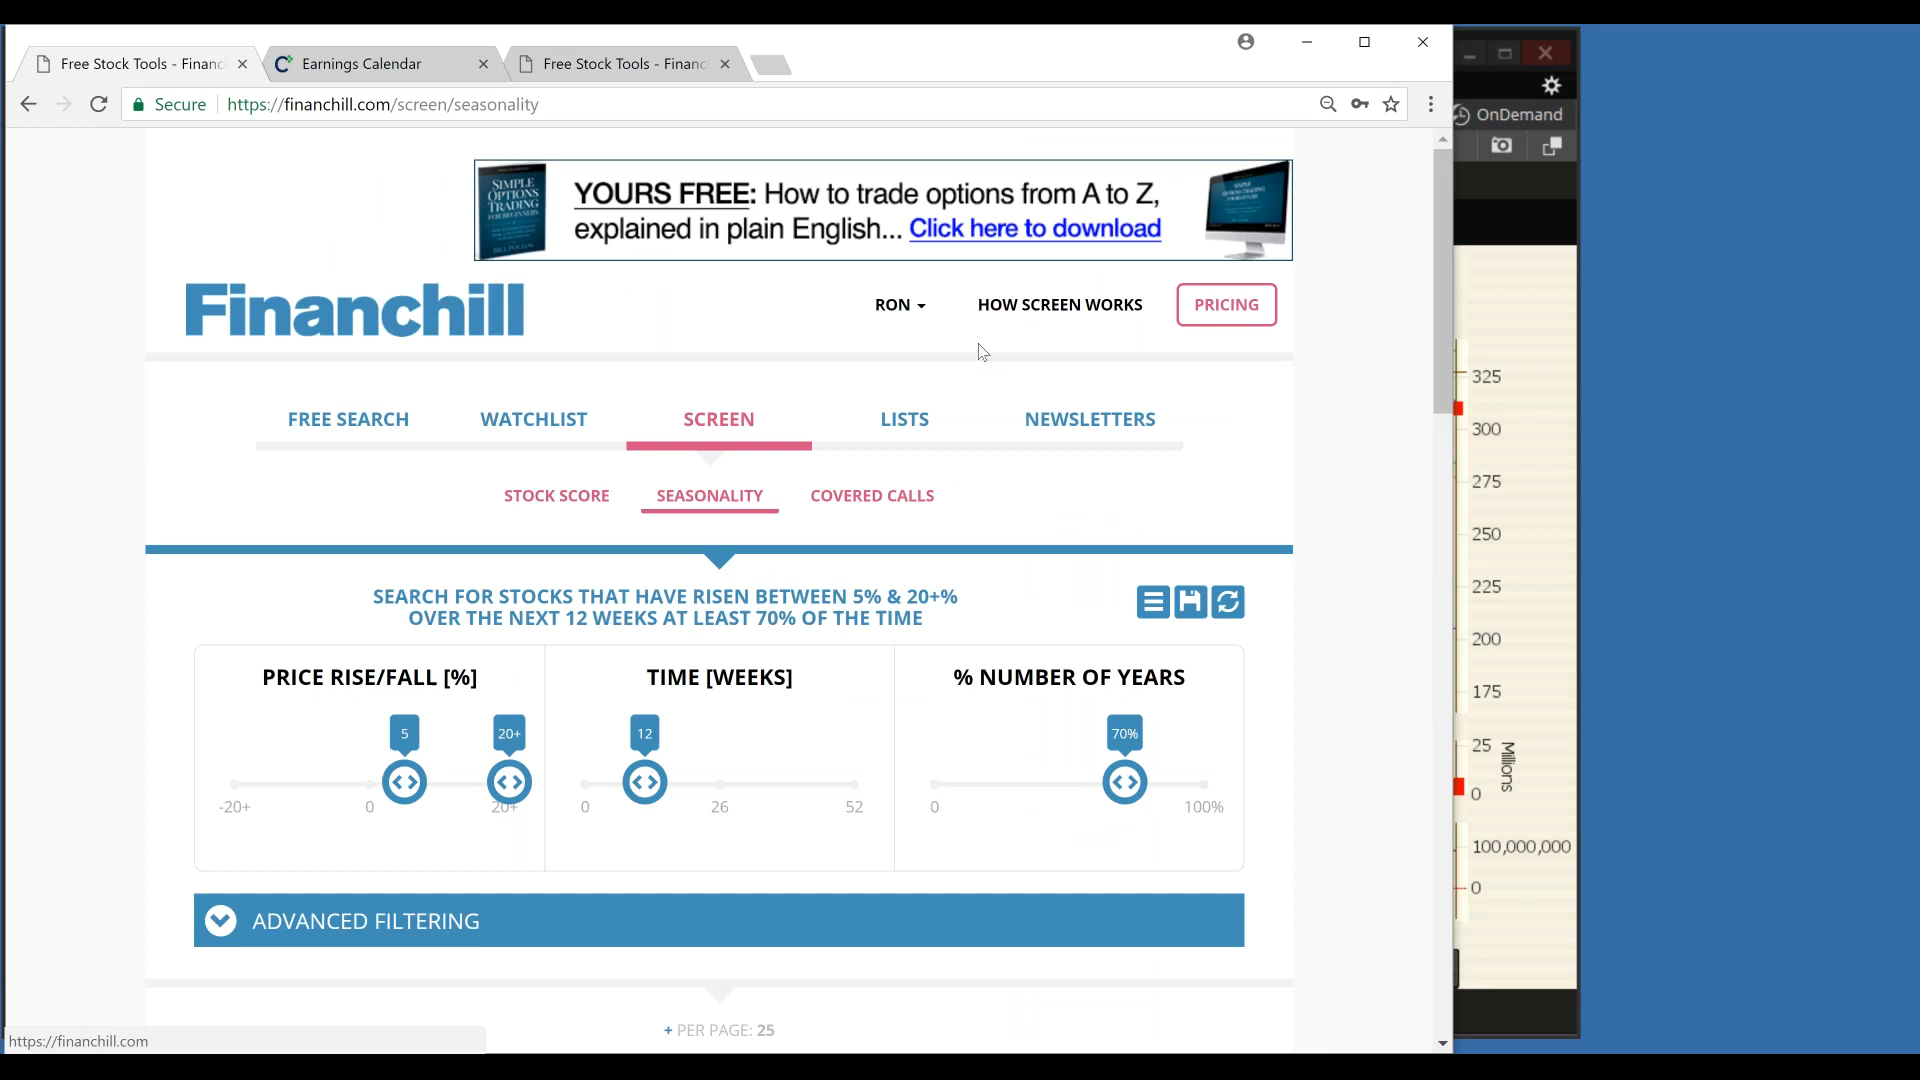 Free Stock Tools - Financ
Earnings Calendar
Free Stock Tools - Financ
Secure
https://financhill.com/screen/seasonality
OnDemand
SIMPLE
OPTIONS
TRADING
FOR BEGINNERS
YOURS FREE: How to trade options from A to Z,
explained in plain English... Click here to download
Financhill
RON
HOW SCREEN WORKS
PRICING
FREE SEARCH
WATCHLIST
SCREEN
LISTS
NEWSLETTERS
STOCK SCORE
SEASONALITY
COVERED CALLS
SEARCH FOR STOCKS THAT HAVE RISEN BETWEEN 5% & 20+%
OVER THE NEXT 12 WEEKS AT LEAST 70% OF THE TIME
PRICE RISE/FALL [%]
TIME [WEEKS]
% NUMBER OF YEARS
5
20+
12
70%
-20+
0
20+
0
26
52
0
100%
ADVANCED FILTERING
+ PER PAGE: 25
https://financhill.com
325
300
275
250
225
200
175
25
Millions
0
100,000,000
0